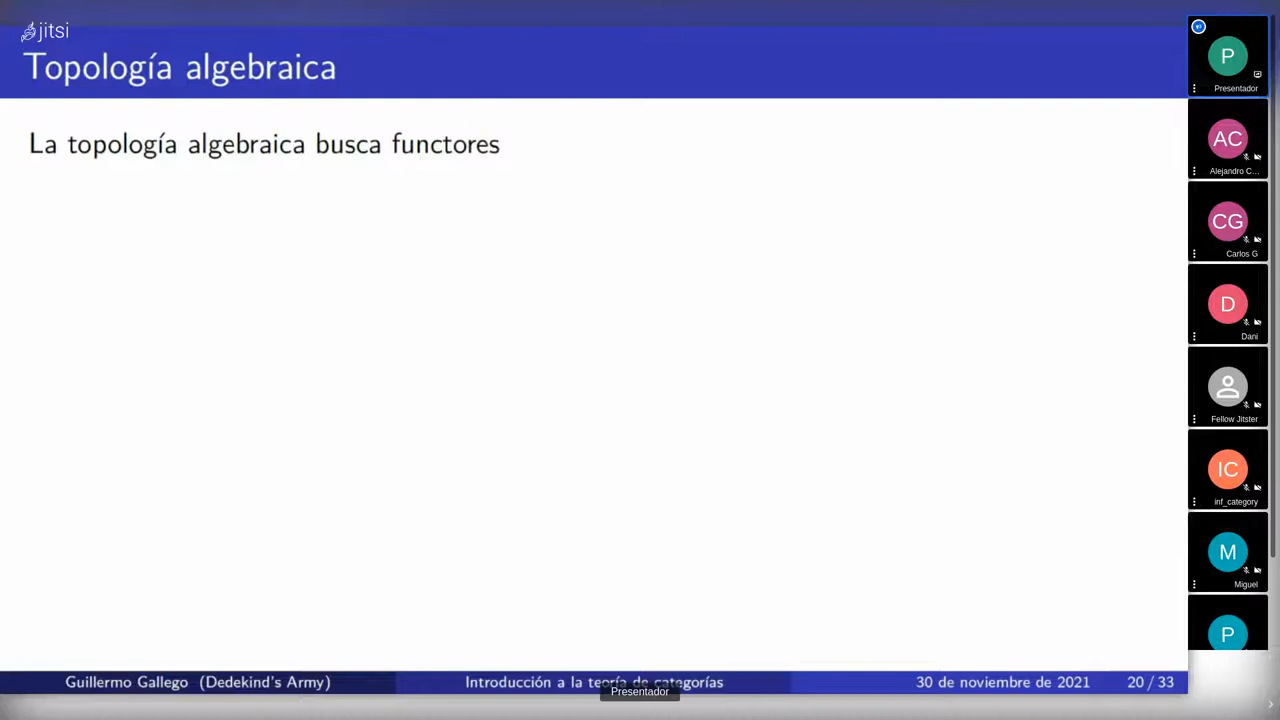 jitsi
Topología algebraica
La topología algebraica busca functores
Guillermo Gallego (Dedekind's Army)
Introducción a la teoría de categorías
30 de noviembre de 2021
20 / 33
Presentador
P
Presentador
AC
Alejandro C...
CG
Carlos G
D
Dani
Fellow Jitster
IC
inf_category
M
Miguel
P